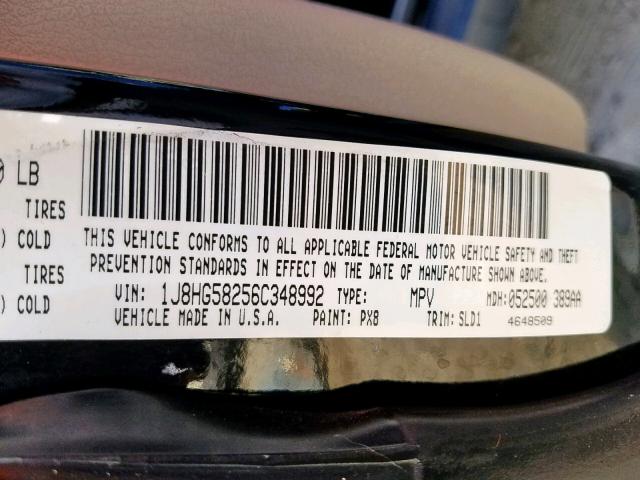 LB
TIRES
) COLD
TIRES
) COLD
THIS VEHICLE CONFORMS TO ALL APPLICABLE FEDERAL MOTOR VEHICLE SAFETY AND THEFT
PREVENTION STANDARDS IN EFFECT ON THE DATE OF MANUFACTURE SHOWN ABOVE.
VIN: 1J8HG58256C348992 TYPE: MPV MDH:052500 389AA
VEHICLE MADE IN U.S.A. PAINT: PX8 TRIM: SLD1 4648509